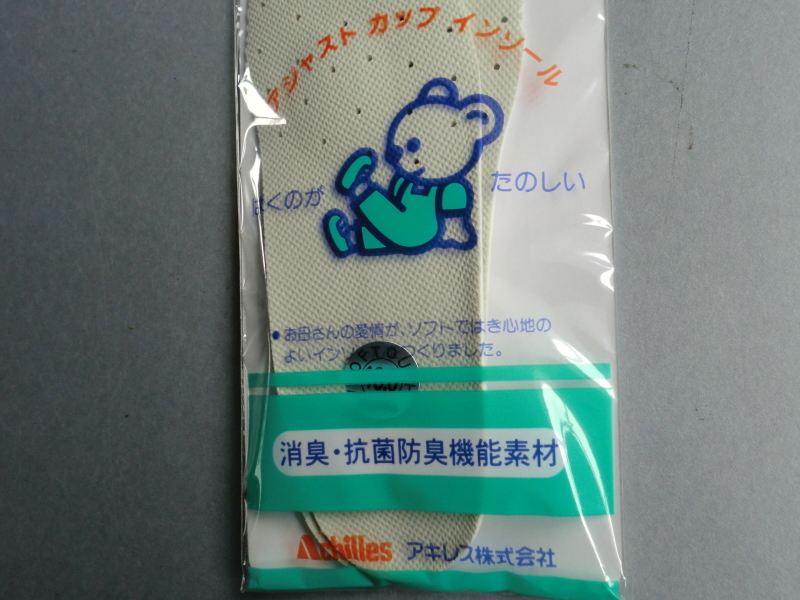 アジャスト カップ インソール
はくのが たのしい
●お母さんの愛情が、ソフトではき心地の
よいイン つくりました。
消臭・抗菌防臭機能素材
Achilles アキレス株式会社